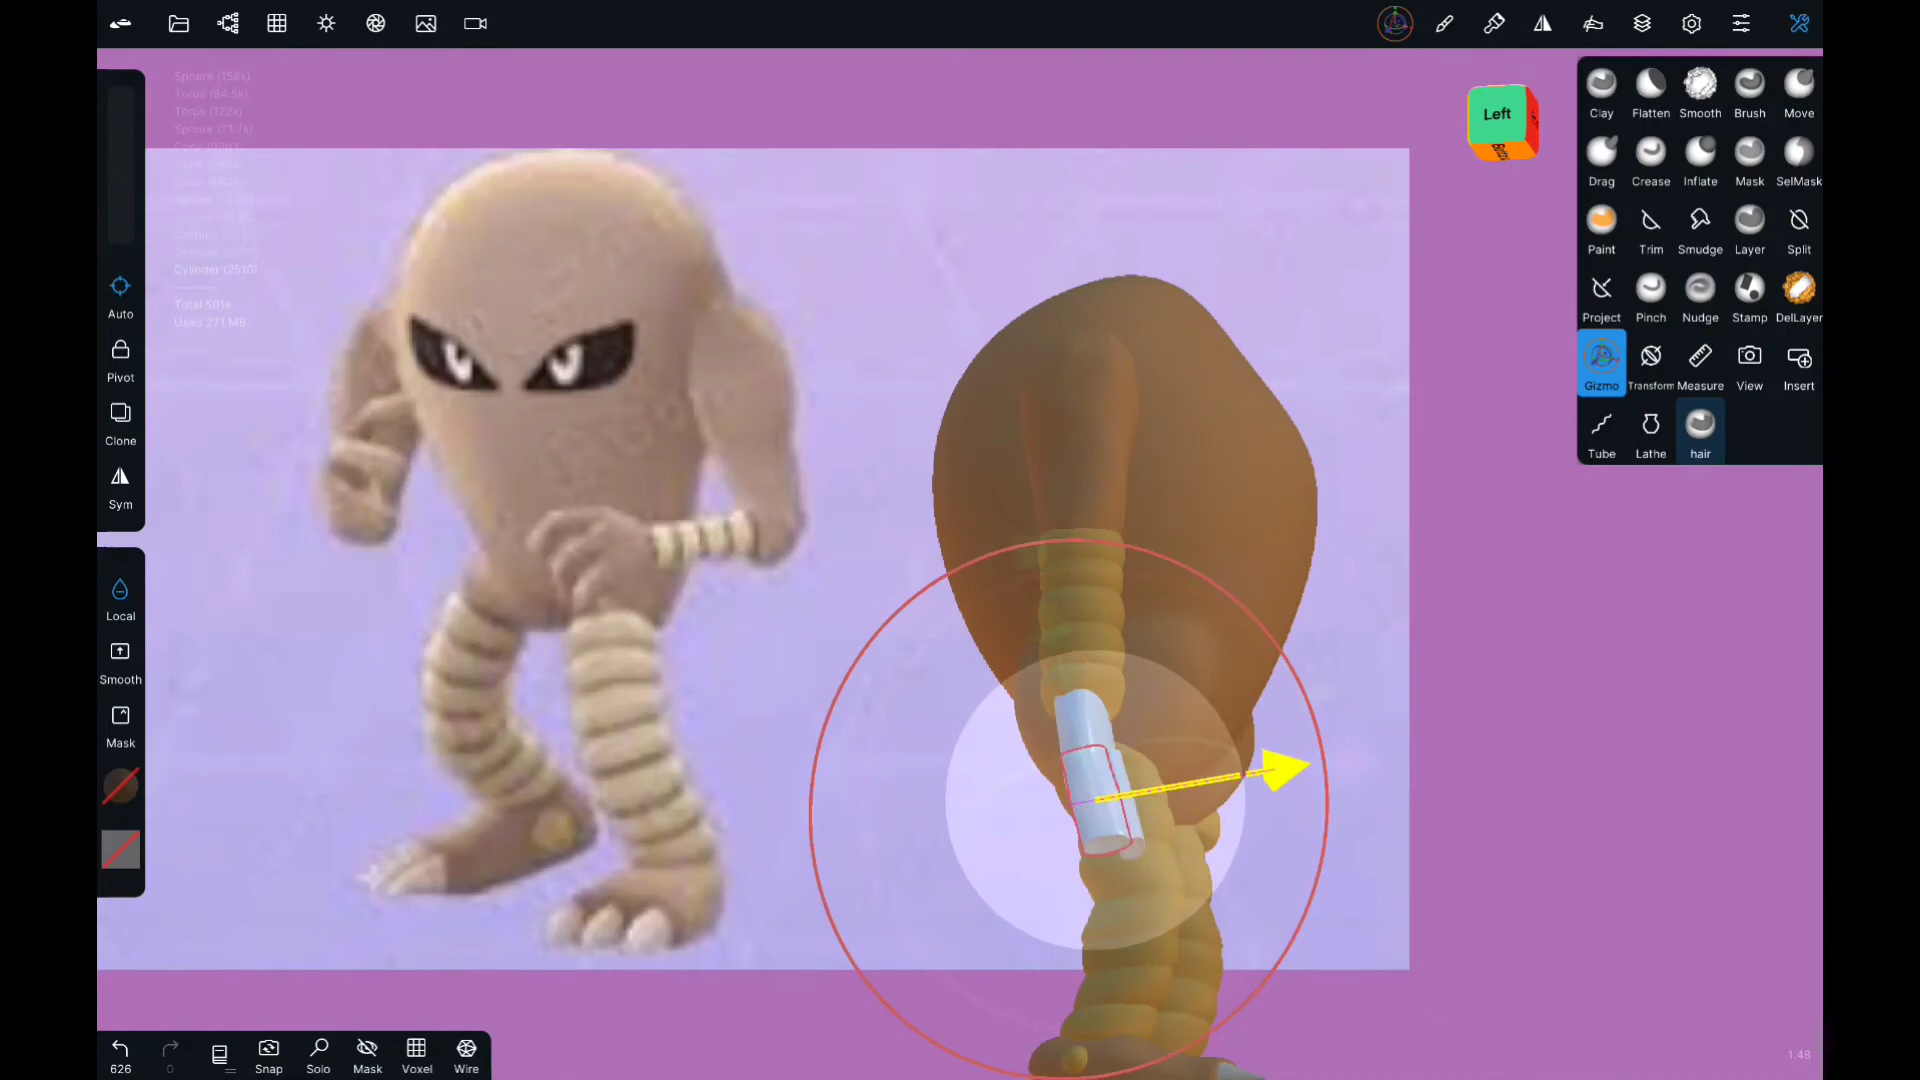 Sphere (158k)
Torus (84.5k)
Torus (122k)
Sphere (21.7k)
Cylinder (2510)
Total 501k
Used 271 MB
Left
Clay Flatten Smooth Brush Move
Drag Crease Inflate Mask SelMask
Paint Trim Smudge Layer Split
Project Pinch Nudge Stamp DelLayer
Gizmo Transform Measure View Insert
Tube Lathe hair
Auto
Pivot
Clone
Sym
Local
Smooth
Mask
626 0 Snap Solo Mask Voxel Wire
1.48